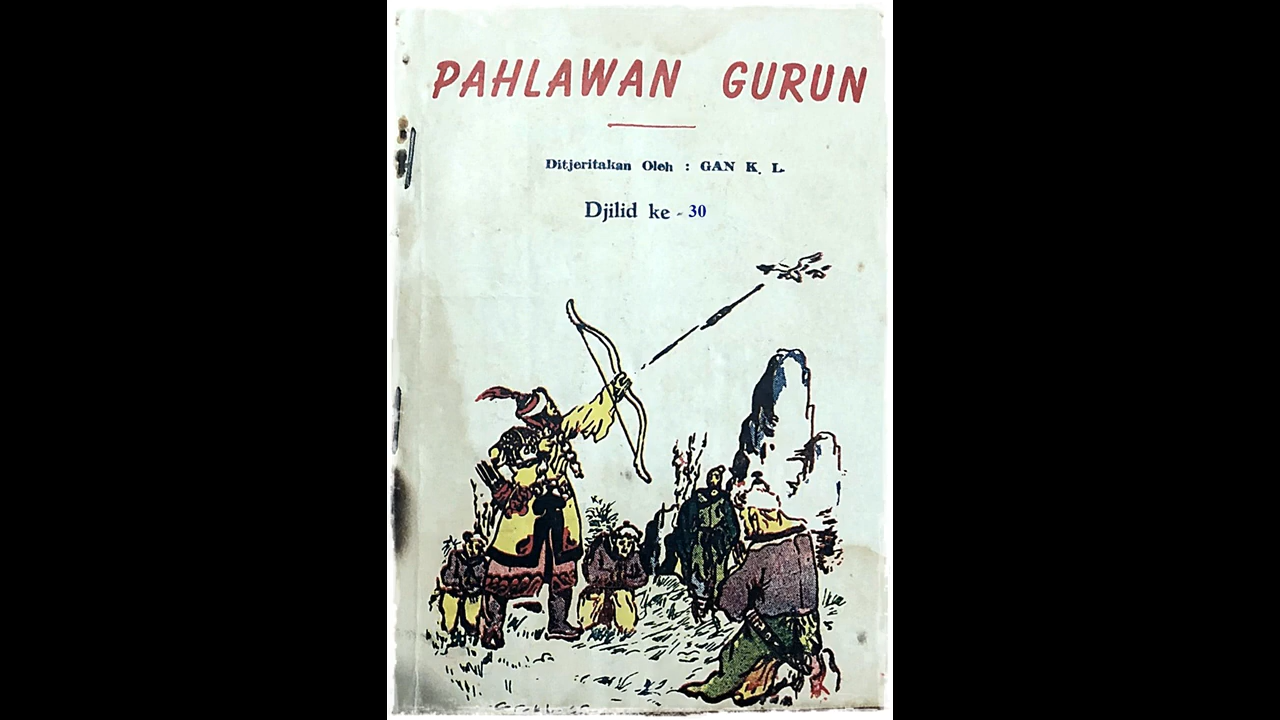 PAHLAWAN GURUN
Ditjeritakan Oleh : GAN K. L.
Djilid ke - 30